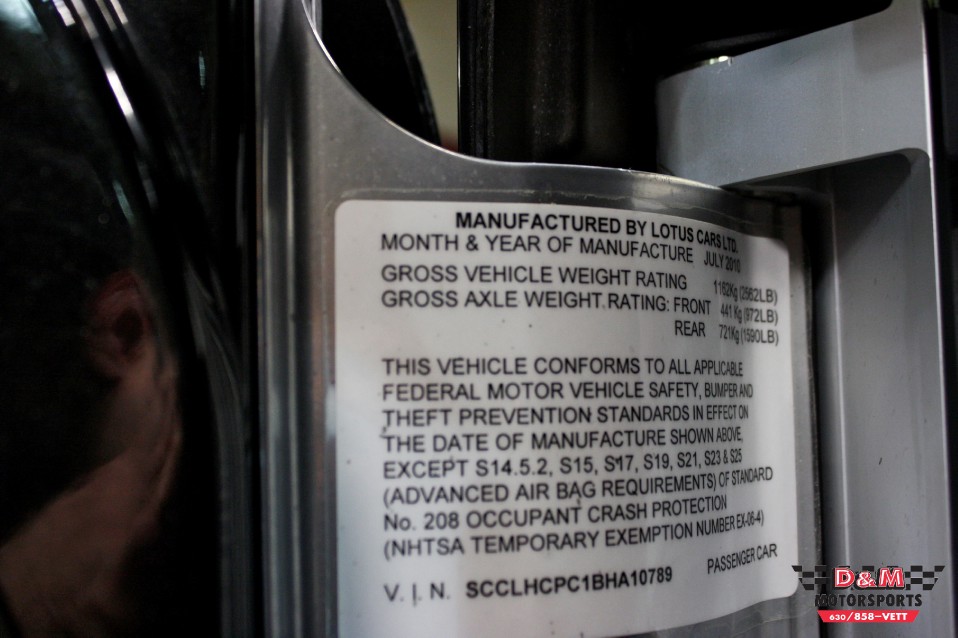 MANUFACTURED BY LOTUS CARS LTD.
MONTH & YEAR OF MANUFACTURE JULY 2010
GROSS VEHICLE WEIGHT RATING 1162Kg (2562LB)
GROSS AXLE WEIGHT RATING: FRONT 441 Kg (972LB)
REAR 721Kg (1590LB)
THIS VEHICLE CONFORMS TO ALL APPLICABLE
FEDERAL MOTOR VEHICLE SAFETY, BUMPER AND
THEFT PREVENTION STANDARDS IN EFFECT ON
THE DATE OF MANUFACTURE SHOWN ABOVE,
EXCEPT S14.5.2, S15, S17, S19, S21, S23 & S25
(ADVANCED AIR BAG REQUIREMENTS) OF STANDARD
No. 208 OCCUPANT CRASH PROTECTION
(NHTSA TEMPORARY EXEMPTION NUMBER EX-06-4)
PASSENGER CAR
V. I. N. SCCLHCPC1BHA10789
D&M
MOTORSPORTS
630/858-VETT